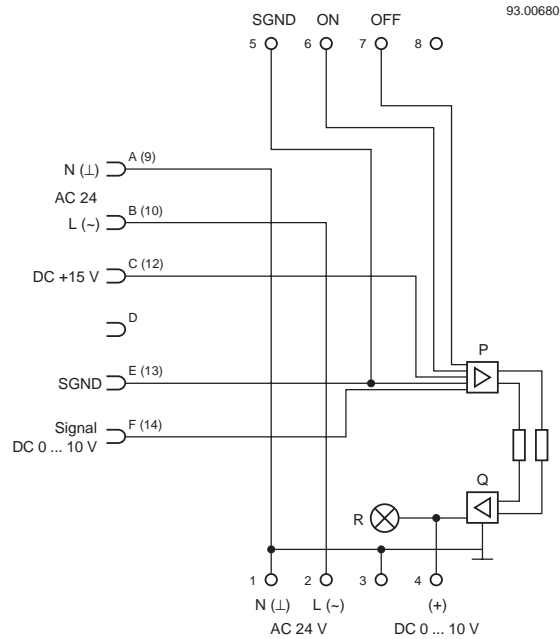 93.00680
SGND ON OFF
5 6 7 8
A (9)
N (⊥)
AC 24
B (10)
L (~)
C (12)
DC +15 V
D
P
E (13)
SGND
Signal
F (14)
DC 0 ... 10 V
Q
R
1 2 3 4
N (⊥) L (~) (+)
AC 24 V DC 0 ... 10 V